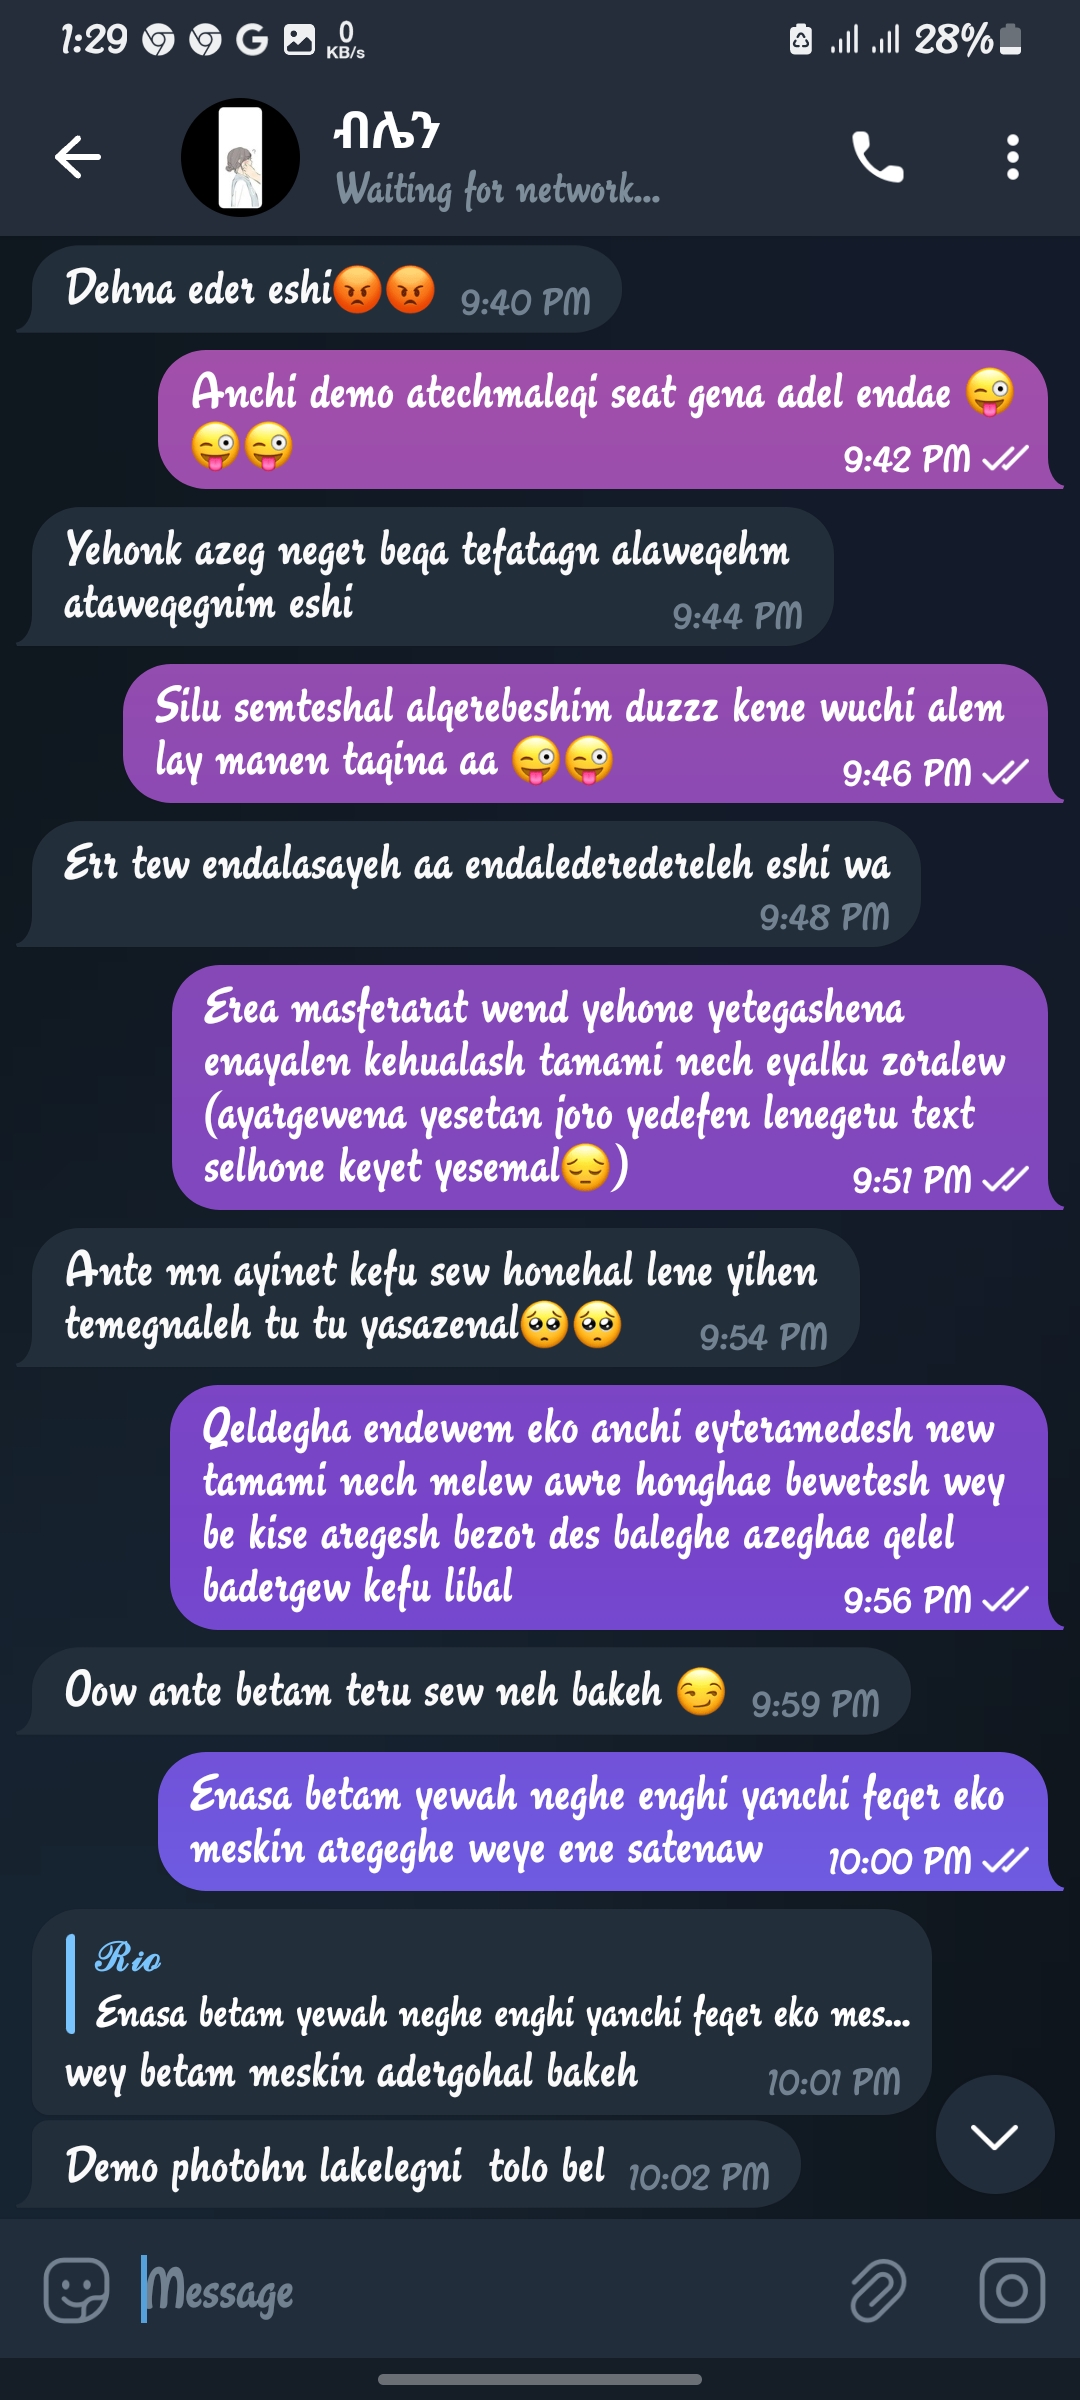 1:29
0
KB/s
28%
ብሌን
Waiting for network...
Dehna eder eshi😡😡 9:40 PM
Anchi demo atechmaleqi seat gena adel endae 😜
😜😜 9:42 PM
Yehonk azeg neger beqa tefatagn alaweqehm
ataweqegnim eshi 9:44 PM
Silu semteshal alqerebeshim duzzz kene wuchi alem
lay manen taqina aa 😜😜 9:46 PM
Err tew endalasayeh aa endalederedereleh eshi wa
9:48 PM
Erea masferarat wend yehone yetegashena
enayalen kehualash tamami nech eyalku zoralew
(ayargewena yesetan joro yedefen lenegeru text
selhone keyet yesemal😔) 9:51 PM
Ante mn ayinet kefu sew honehal lene yihen
temegnaleh tu tu yasazenal🥺🥺 9:54 PM
Qeldegha endewem eko anchi eyteramedesh new
tamami nech melew awre honghae bewetesh wey
be kise aregesh bezor des baleghe azeghae qelel
badergew kefu libal 9:56 PM
Oow ante betam teru sew neh bakeh 😏 9:59 PM
Enasa betam yewah neghe enghi yanchi feqer eko
meskin aregeghe weye ene satenaw 10:00 PM
Rio
Enasa betam yewah neghe enghi yanchi feqer eko mes...
wey betam meskin adergohal bakeh 10:01 PM
Demo photohn lakelegni tolo bel 10:02 PM
Message